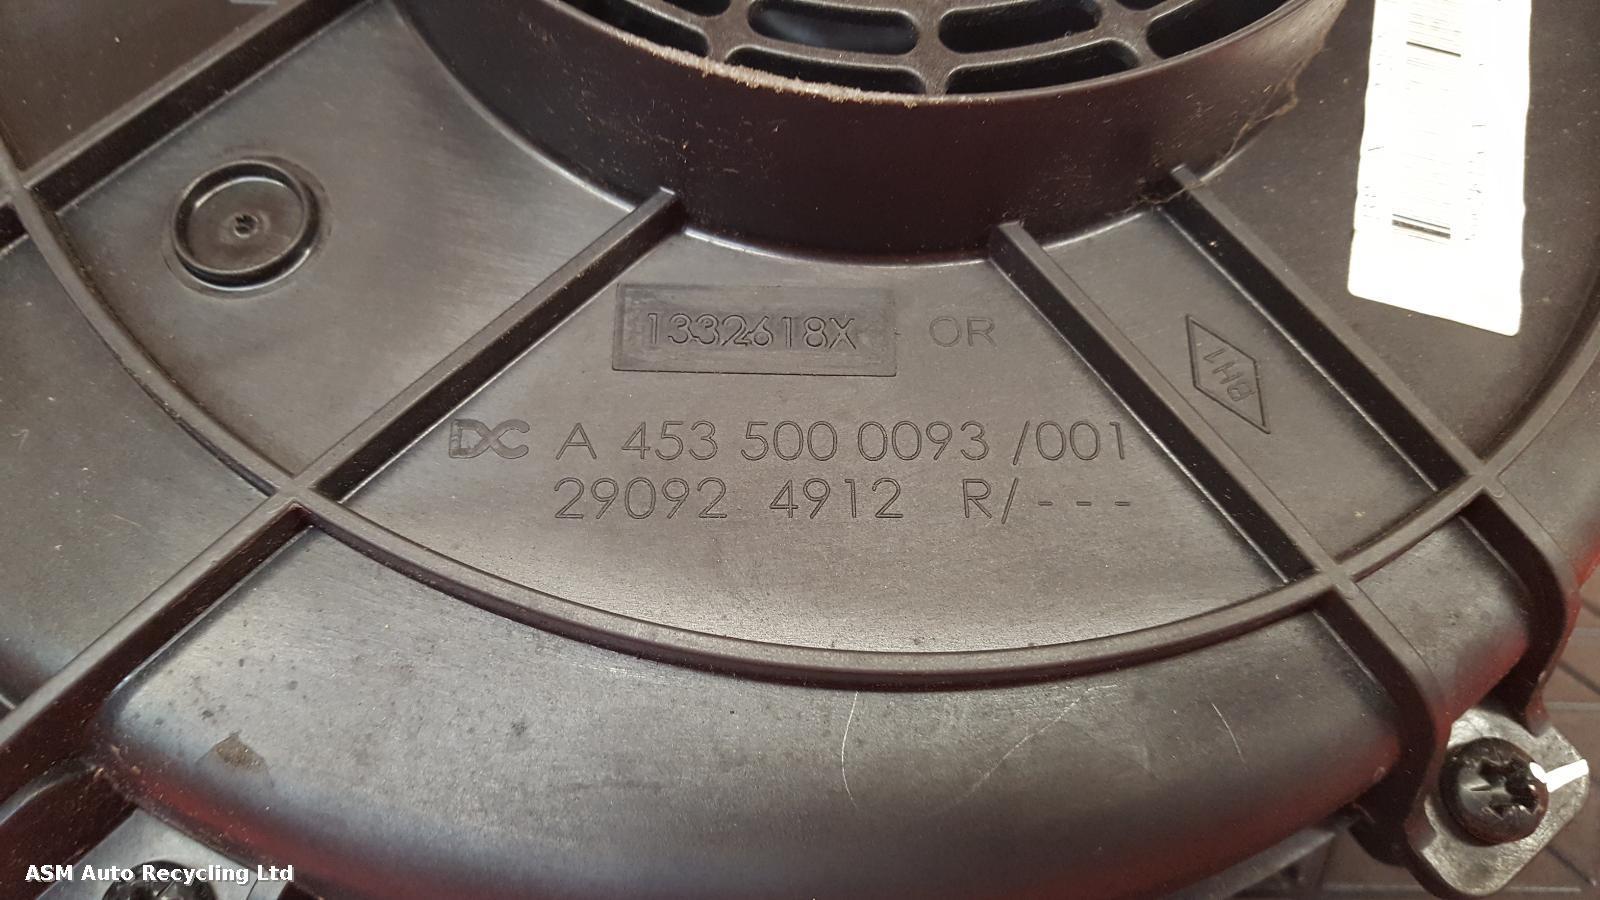 1332618X OR
BH1
DC A 453 500 0093 /001
29092 4912 R/---
ASM Auto Recycling Ltd